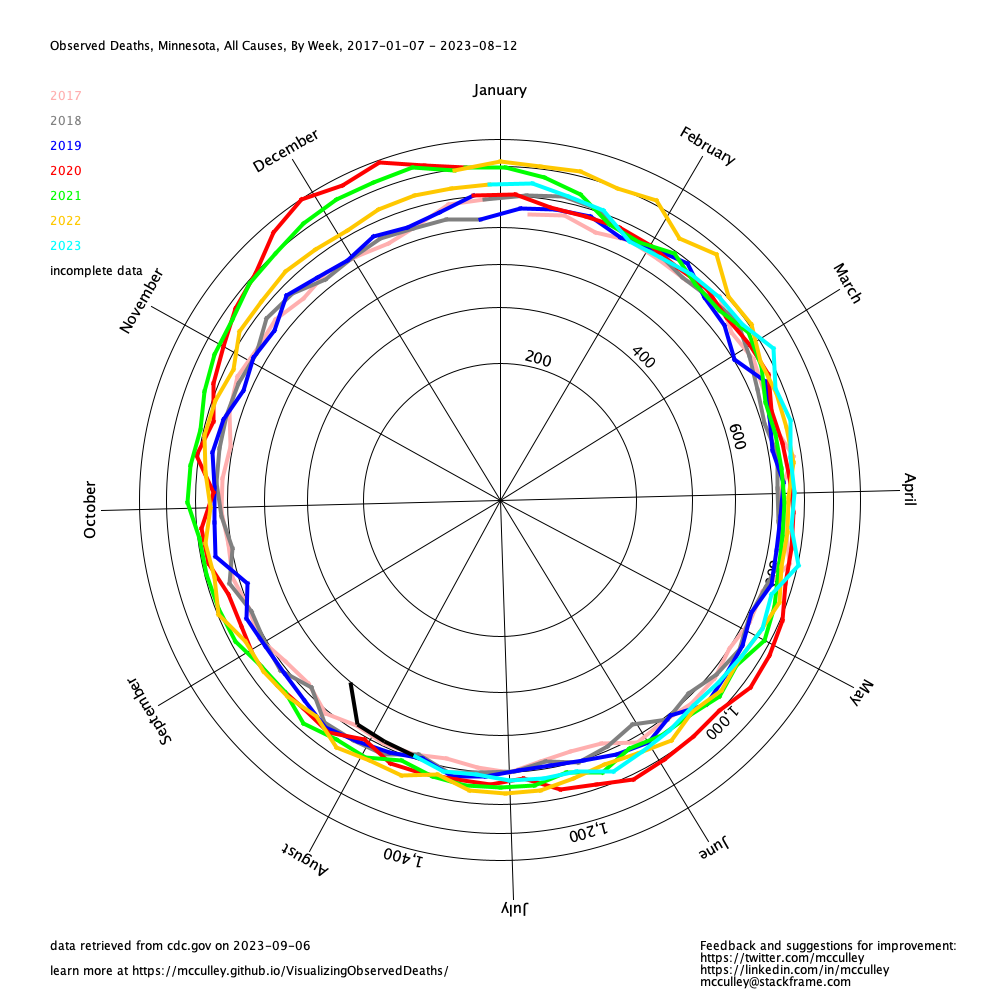 Observed Deaths, Minnesota, All Causes, By Week, 2017-01-07 - 2023-08-12
January
2017
2018
2019
2020
2021
2022
2023
incomplete data
December
February
November
March
200
400
600
October
April
September
May
1,000
1,200
1,400
August
June
July
data retrieved from cdc.gov on 2023-09-06
learn more at https://mcculley.github.io/VisualizingObservedDeaths/
Feedback and suggestions for improvement:
https://twitter.com/mcculley
https://linkedin.com/in/mcculley
mcculley@stackframe.com